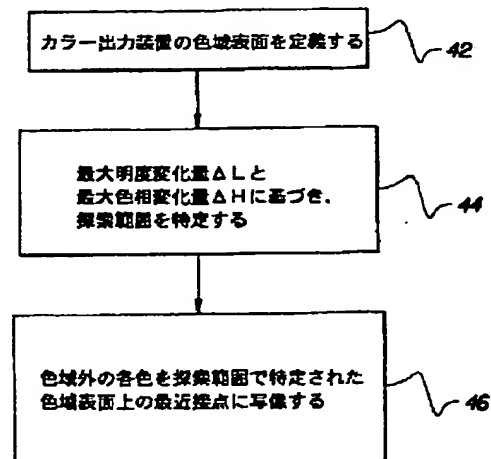 カラー出力装置の色域表面を定義する
42
最大明度変化量ΔLと
最大色相変化量ΔHに基づき、
探索範囲を特定する
44
色域外の各色を探索範囲で特定された
色域表面上の最近接点に写像する
46